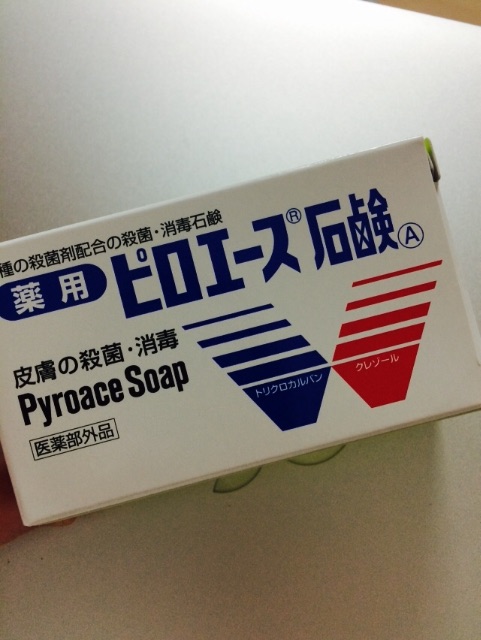 種の殺菌剤配合の殺菌・消毒石鹸
薬用
ピロエース®石鹸Ⓐ
皮膚の殺菌・消毒
Pyroace Soap
医薬部外品
トリクロカルバン
クレゾール